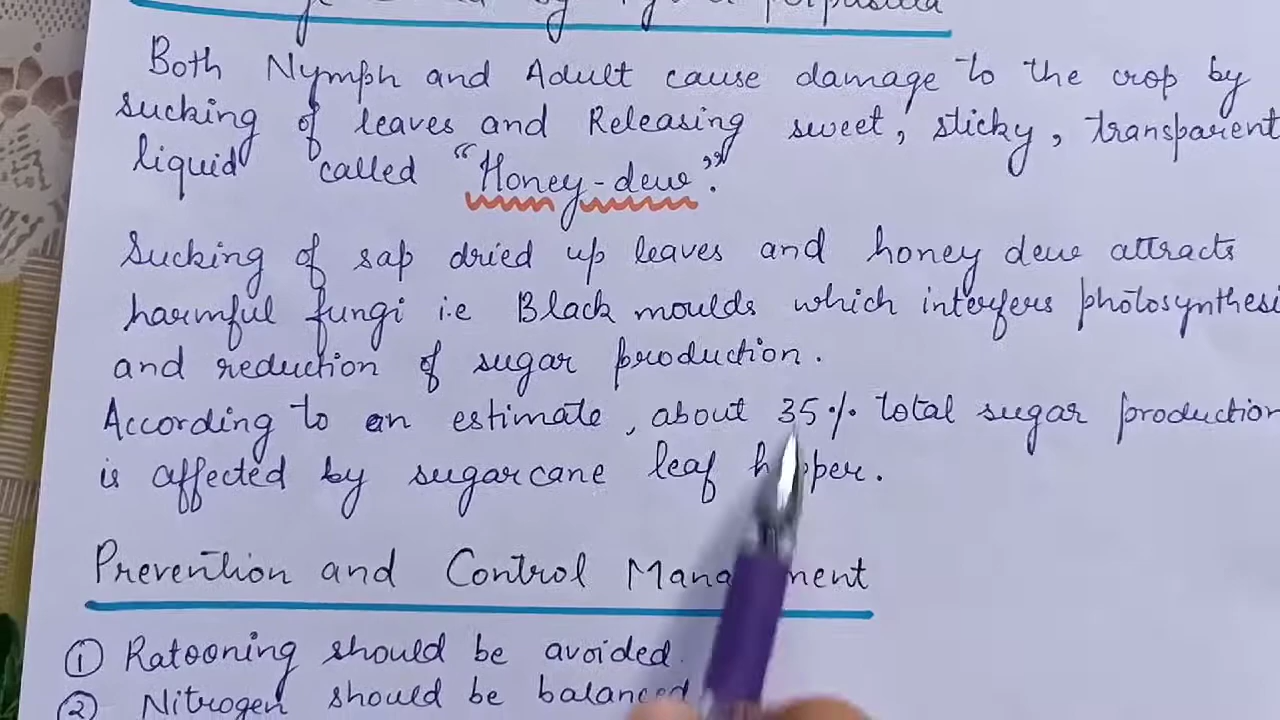 by
Both Nymph and Adult cause damage to the crop by
sucking of leaves and Releasing sweet, sticky, transparent
liquid called "Honey-dew".
Sucking of sap dried up leaves and honey dew attracts
harmful fungi i.e Black moulds which interfers photosynthesi
and reduction of sugar production.
According to an estimate, about 35% total sugar production
is affected by sugarcane leaf hopper.
Prevention and Control Management
① Ratooning should be avoided.
② Nitrogen should be balanced